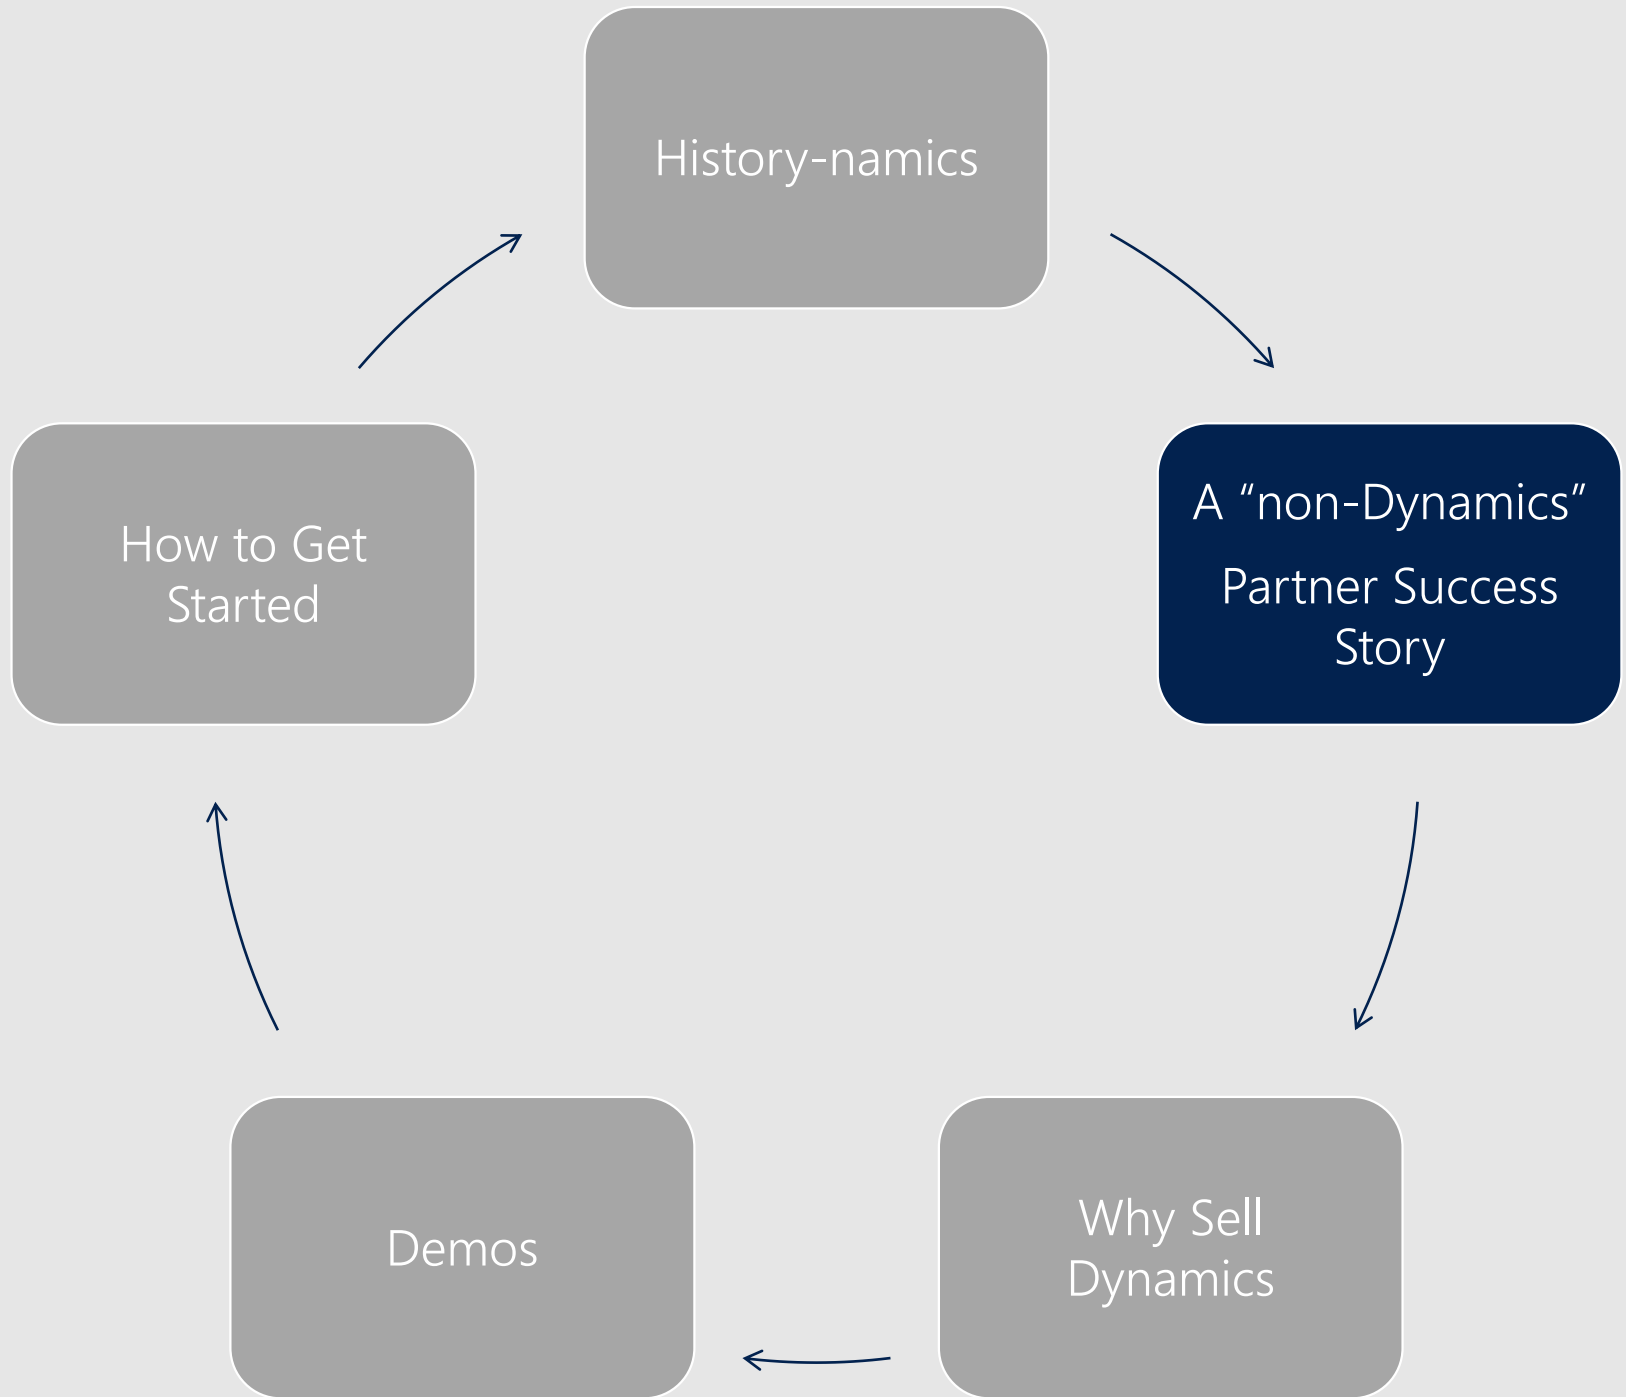 History-namics
A “non-Dynamics”
Partner Success
Story
Why Sell
Dynamics
Demos
How to Get
Started